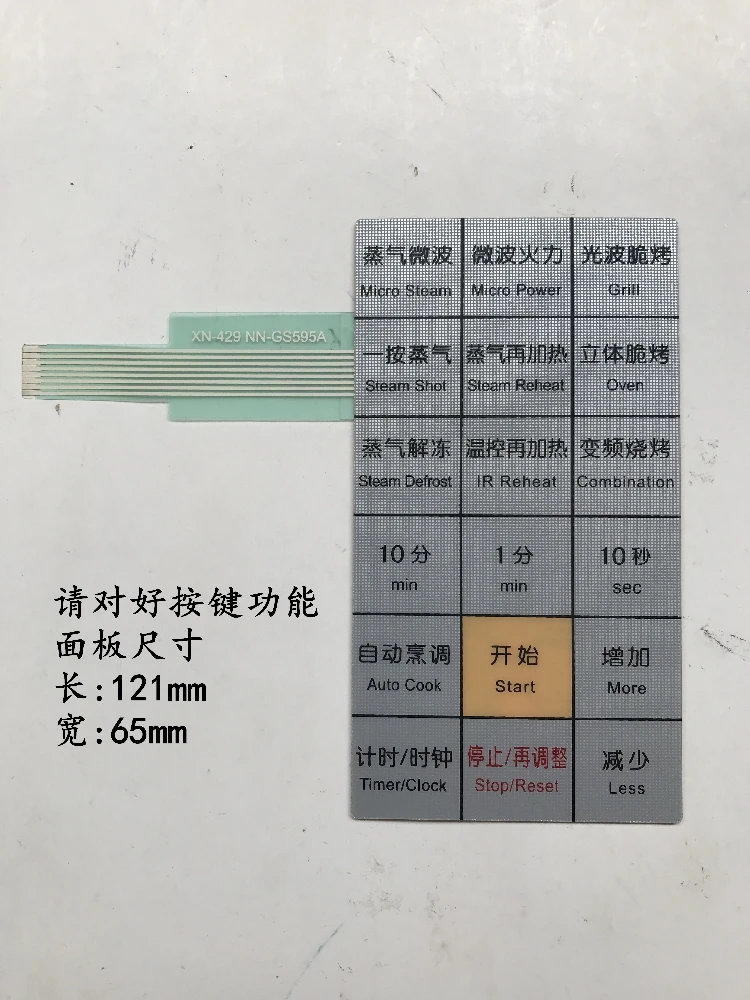 蒸气微波 微波火力 光波脆烤
Micro Steam Micro Power Grill
XN-429 NN-GS595A
一按蒸气 蒸气再加热 立体脆烤
Steam Shot Steam Reheat Oven
蒸气解冻 温控再加热 变频烧烤
Steam Defrost IR Reheat Combination
10分 1分 10秒
min min sec
自动烹调 开始 增加
Auto Cook Start More
计时/时钟 停止/再调整 减少
Timer/Clock Stop/Reset Less
请对好按键功能
面板尺寸
长:121mm
宽:65mm